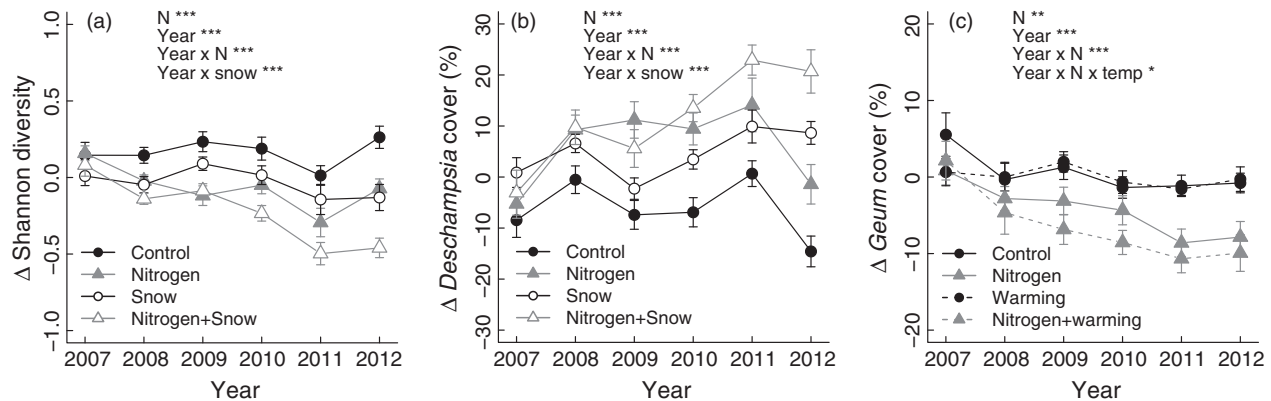 (a)
N ***
Year ***
Year x N ***
Year x snow ***
Δ Shannon diversity
1.0
0.5
0.0
−0.5
−1.0
Control
Nitrogen
Snow
Nitrogen+Snow
2007 2008 2009 2010 2011 2012
Year
(b)
N ***
Year ***
Year x N ***
Year x snow ***
Δ Deschampsia cover (%)
30
20
10
0
−10
−20
−30
Control
Nitrogen
Snow
Nitrogen+Snow
2007 2008 2009 2010 2011 2012
Year
(c)
N **
Year ***
Year x N ***
Year x N x temp *
Δ Geum cover (%)
20
10
0
−10
−20
Control
Nitrogen
Warming
Nitrogen+warming
2007 2008 2009 2010 2011 2012
Year